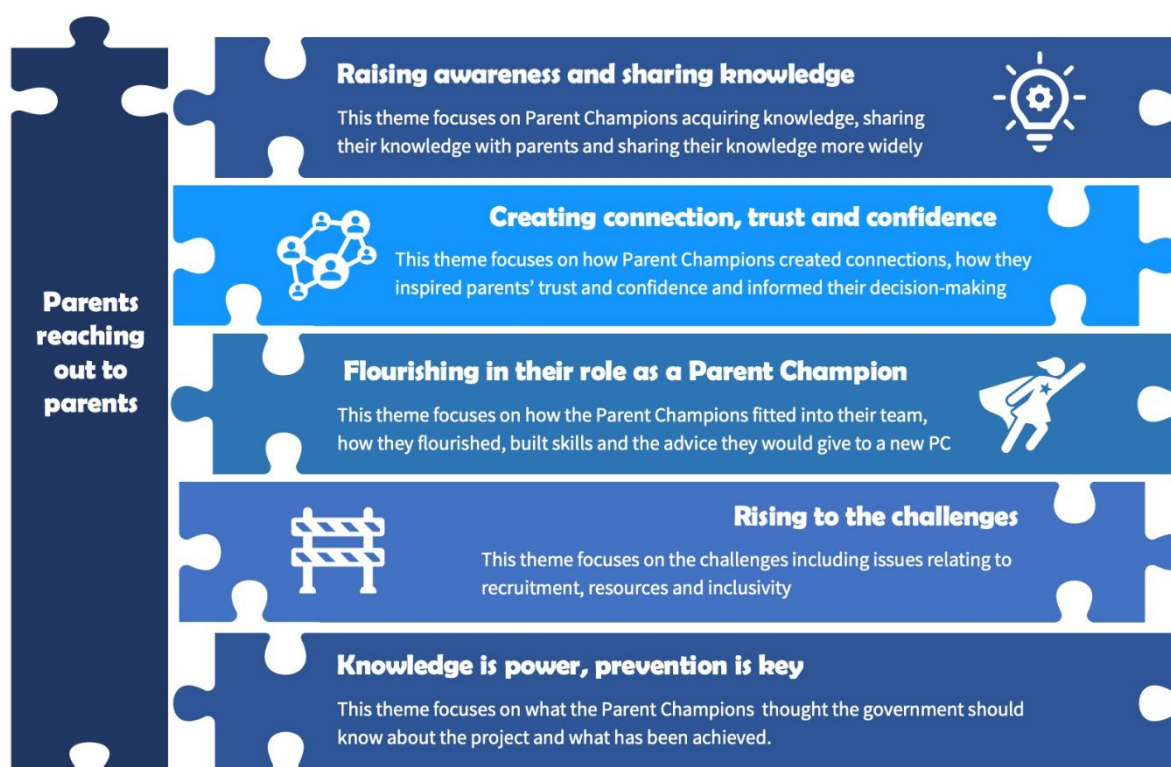 Parents
reaching
out to
parents
Raising awareness and sharing knowledge
This theme focuses on Parent Champions acquiring knowledge, sharing
their knowledge with parents and sharing their knowledge more widely
Creating connection, trust and confidence
This theme focuses on how Parent Champions created connections, how they
inspired parents’ trust and confidence and informed their decision-making
Flourishing in their role as a Parent Champion
This theme focuses on how the Parent Champions fitted into their team,
how they flourished, built skills and the advice they would give to a new PC
Rising to the challenges
This theme focuses on the challenges including issues relating to
recruitment, resources and inclusivity
Knowledge is power, prevention is key
This theme focuses on what the Parent Champions thought the government should
know about the project and what has been achieved.